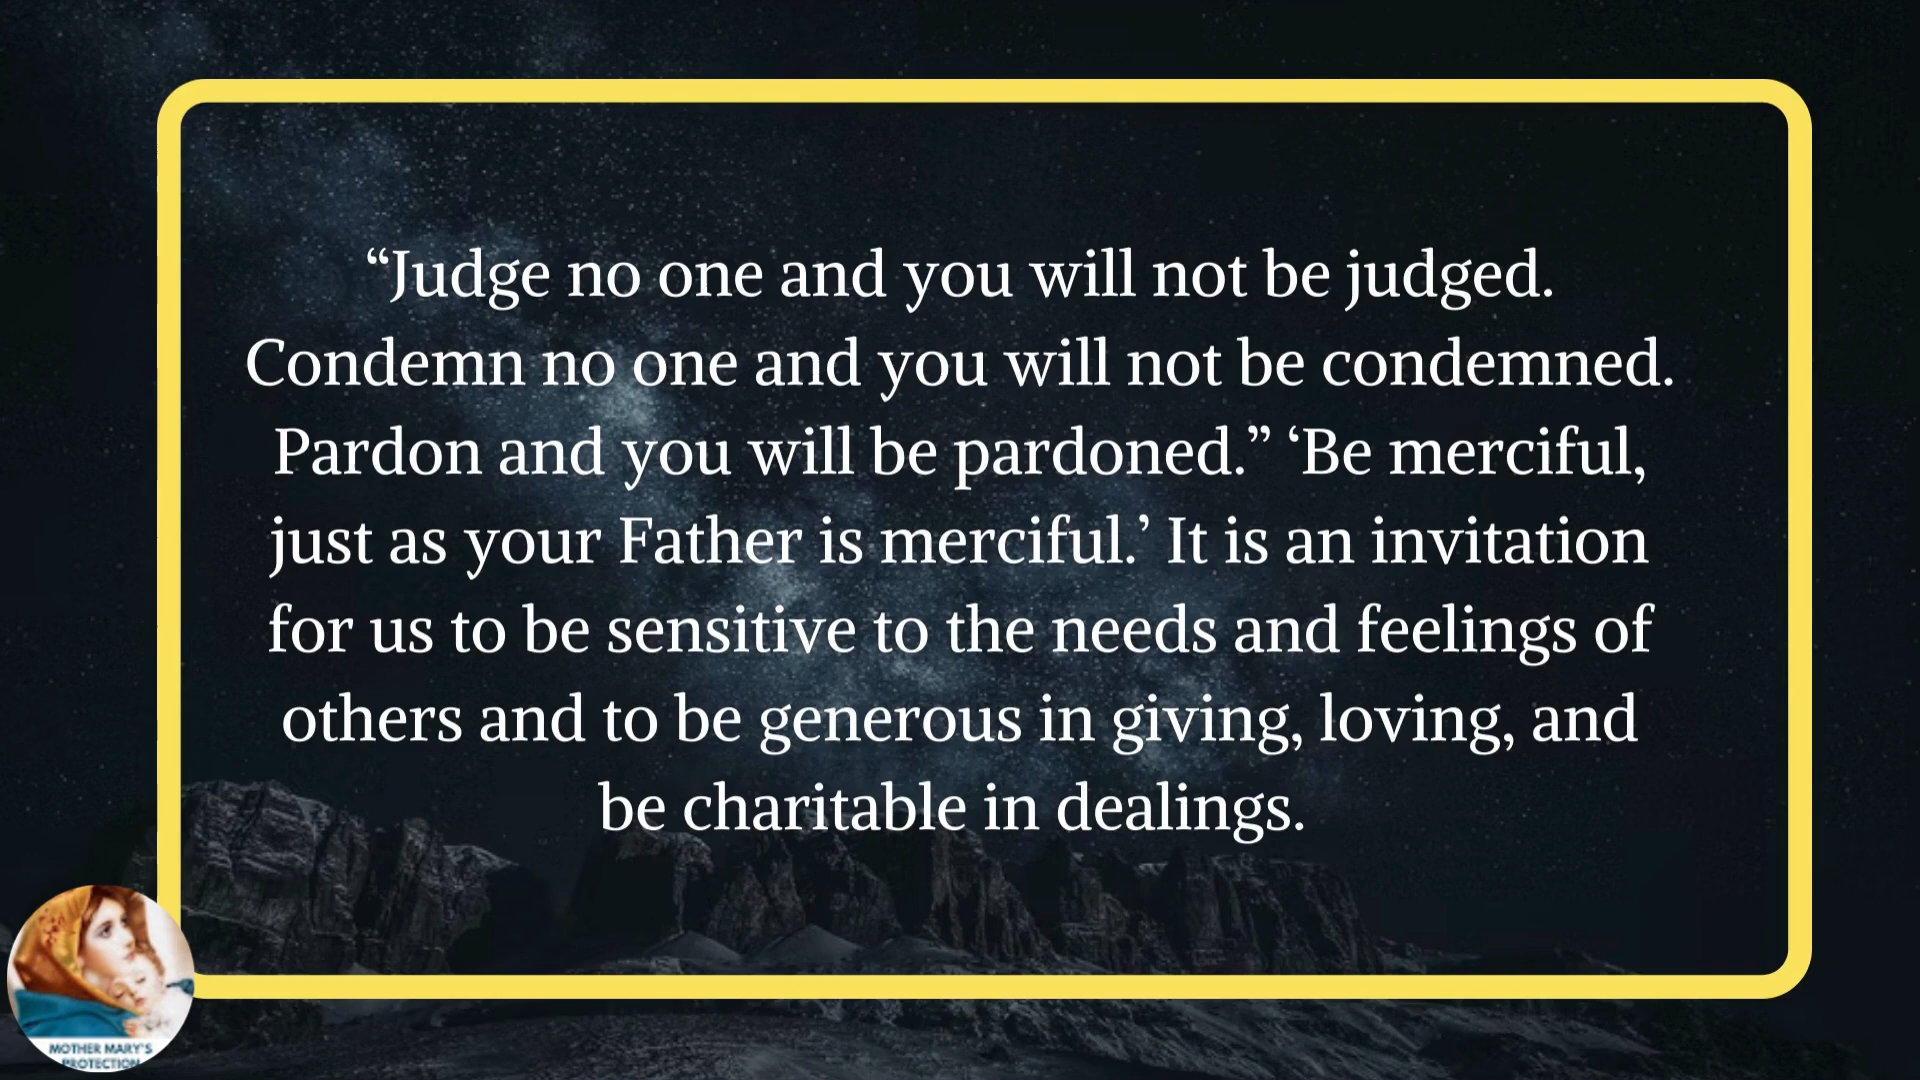 “Judge no one and you will not be judged.
Condemn no one and you will not be condemned.
Pardon and you will be pardoned.” ‘Be merciful,
just as your Father is merciful.’ It is an invitation
for us to be sensitive to the needs and feelings of
others and to be generous in giving, loving, and
be charitable in dealings.
MOTHER MARY'S
PROTECTION